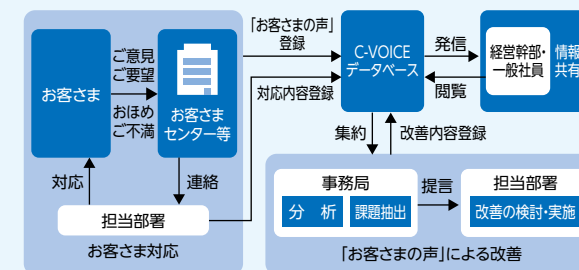 お客さま
ご意見
ご要望
おほめ
ご不満
お客さま
センター等
対応
連絡
担当部署
お客さま対応
「お客さまの声」
登録
対応内容登録
C-VOICE
データベース
発信
閲覧
経営幹部・
一般社員
情報
共有
集約
改善内容登録
事務局
分　析
課題抽出
提言
担当部署
改善の検討・実施
「お客さまの声」による改善